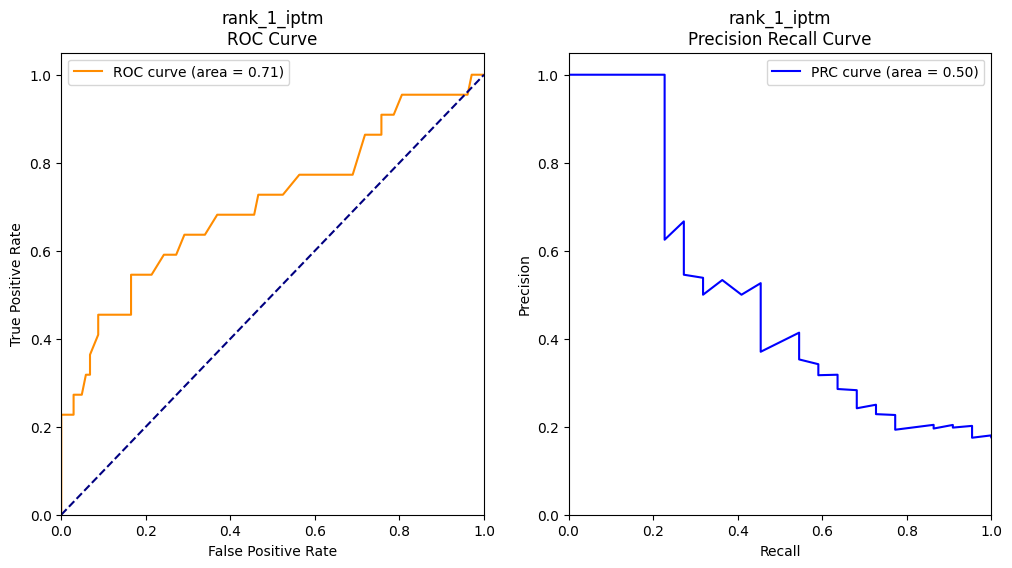 rank_1_iptm
ROC Curve
ROC curve (area = 0.71)
1.0
0.8
0.6
0.4
0.2
0.0
True Positive Rate
0.0 0.2 0.4 0.6 0.8 1.0
False Positive Rate
rank_1_iptm
Precision Recall Curve
PRC curve (area = 0.50)
1.0
0.8
0.6
0.4
0.2
0.0
Precision
0.0 0.2 0.4 0.6 0.8 1.0
Recall